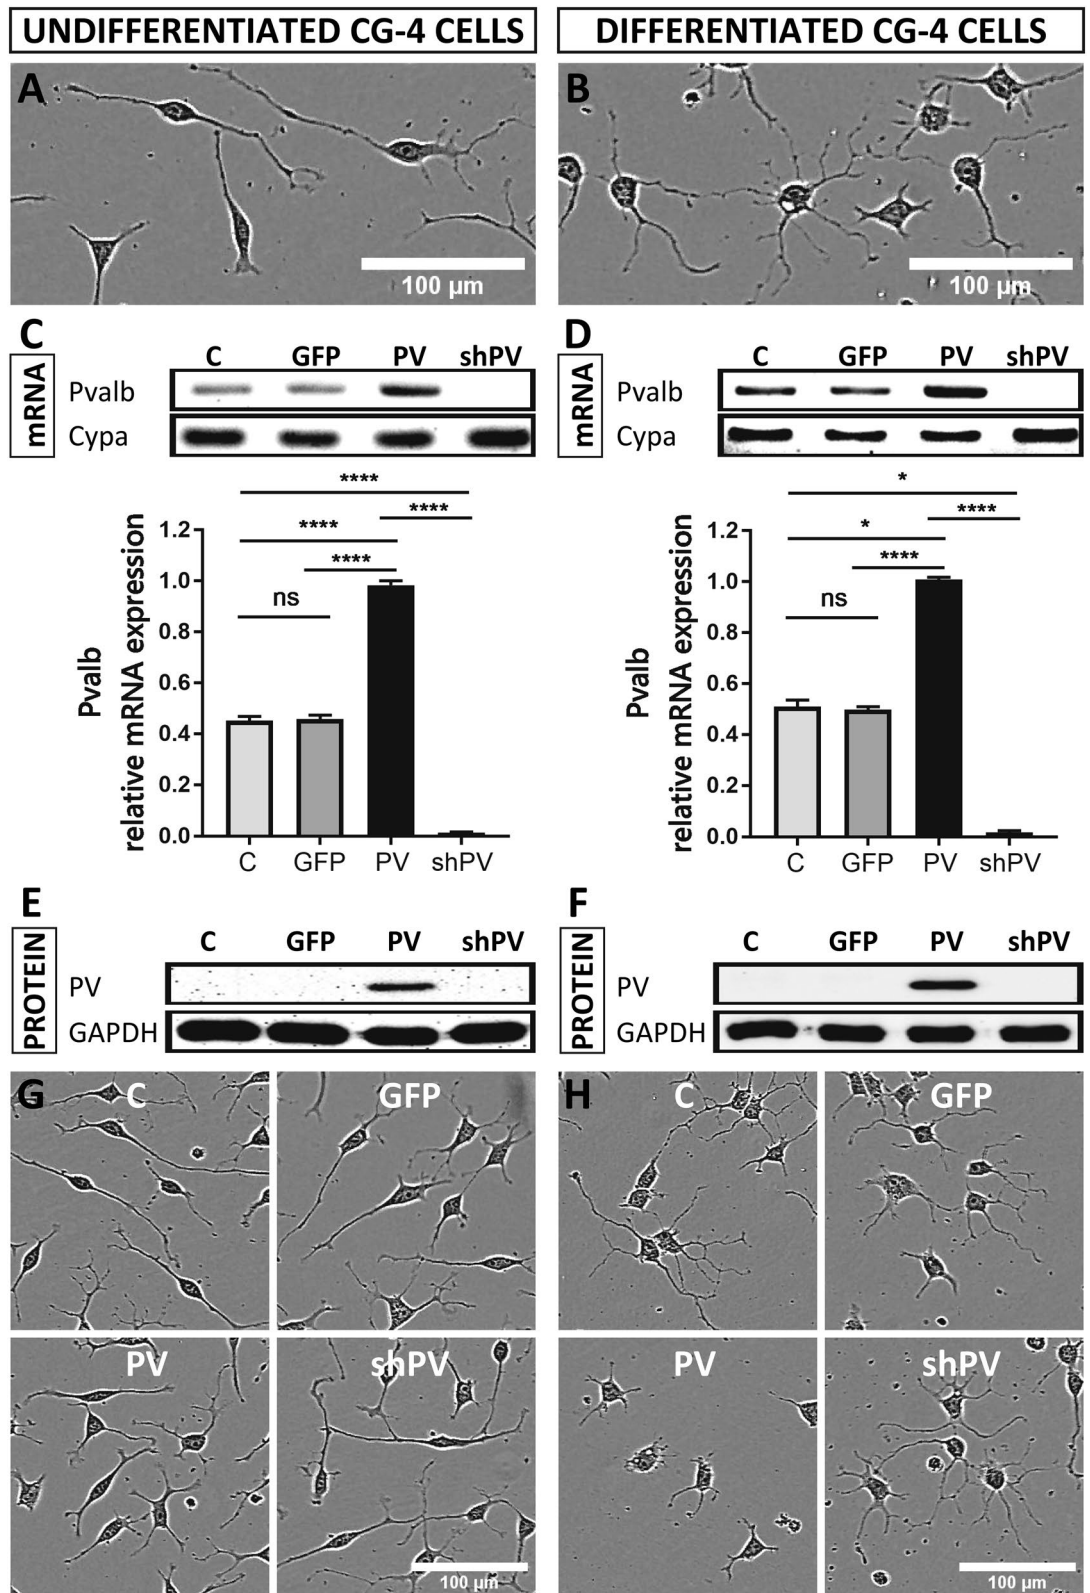 UNDIFFERENTIATED CG-4 CELLS
DIFFERENTIATED CG-4 CELLS
A
100 µm
B
100 µm
C
mRNA
C GFP PV shPV
Pvalb
Cypa
****
****
****
****
ns
Pvalb
relative mRNA expression
1.2
1.0
0.8
0.6
0.4
0.2
0.0
C GFP PV shPV
D
mRNA
C GFP PV shPV
Pvalb
Cypa
*
****
*
****
ns
Pvalb
relative mRNA expression
1.2
1.0
0.8
0.6
0.4
0.2
0.0
C GFP PV shPV
E
PROTEIN
C GFP PV shPV
PV
GAPDH
F
PROTEIN
C GFP PV shPV
PV
GAPDH
G
C
GFP
PV
shPV
100 µm
H
C
GFP
PV
shPV
100 µm